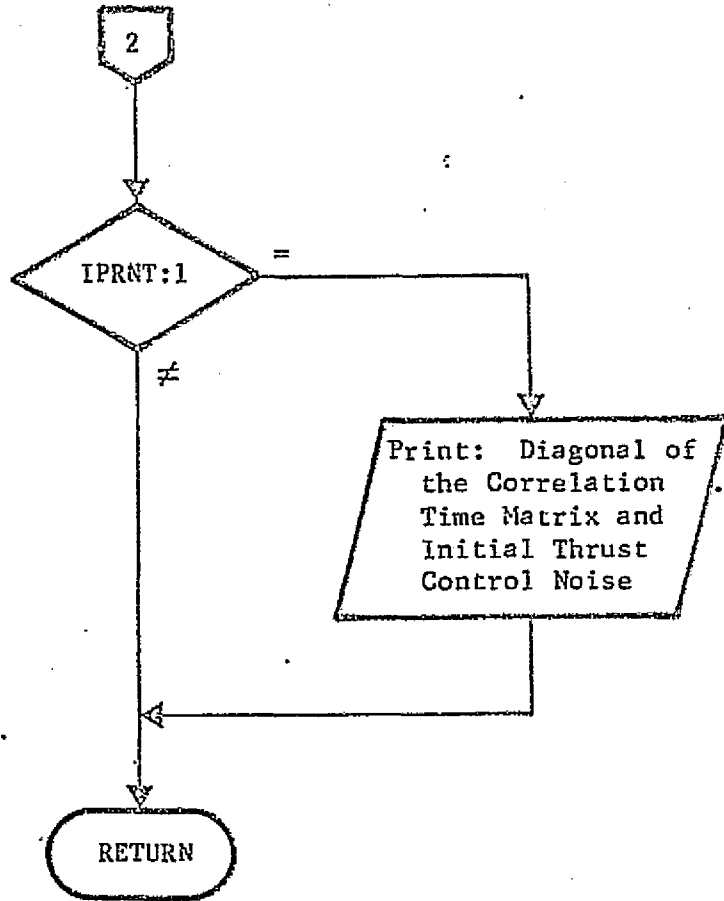 2
IPRNT:1
=
≠
Print: Diagonal of
the Correlation
Time Matrix and
Initial Thrust
Control Noise
RETURN